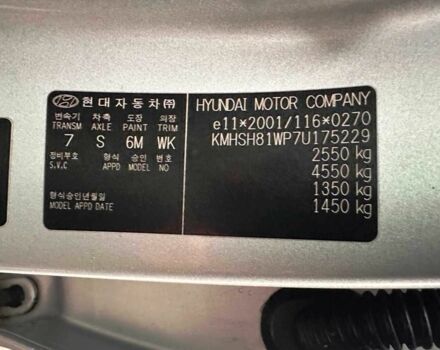 현대자동차㈜
변속기 차축 도장 의장
TRANSM AXLE PAINT TRIM
7 S 6M WK
정비부호 형식 승인 번호
S.V.C APPD MODEL NO
형식승인년월일
MODEL APPD DATE
HYUNDAI MOTOR COMPANY
e11*2001/116*0270
KMHSH81WP7U175229
2550 kg
4550 kg
1350 kg
1450 kg